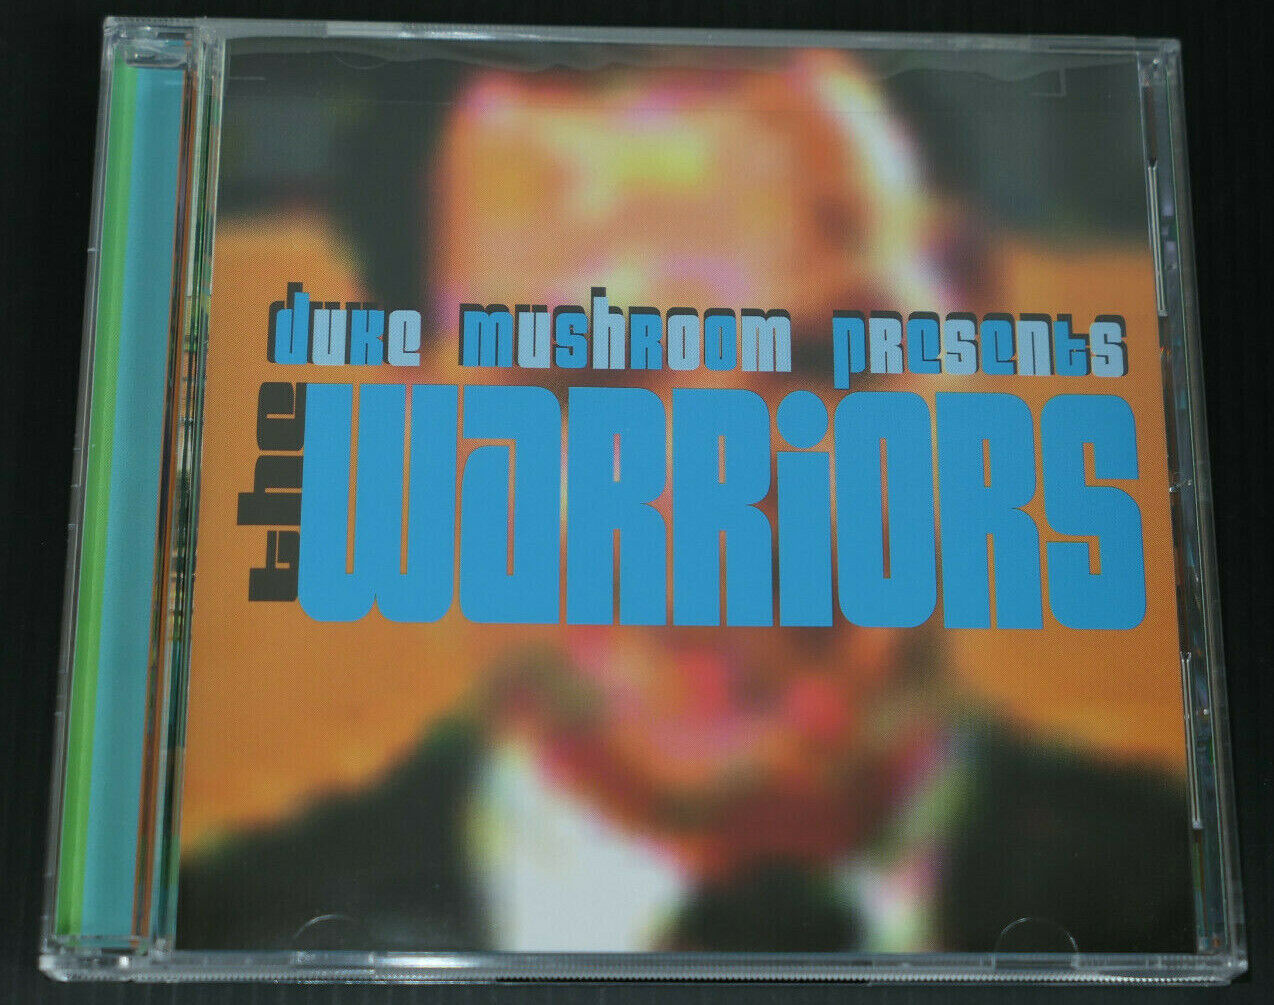 duke mushroom presents
the
WARRiORS